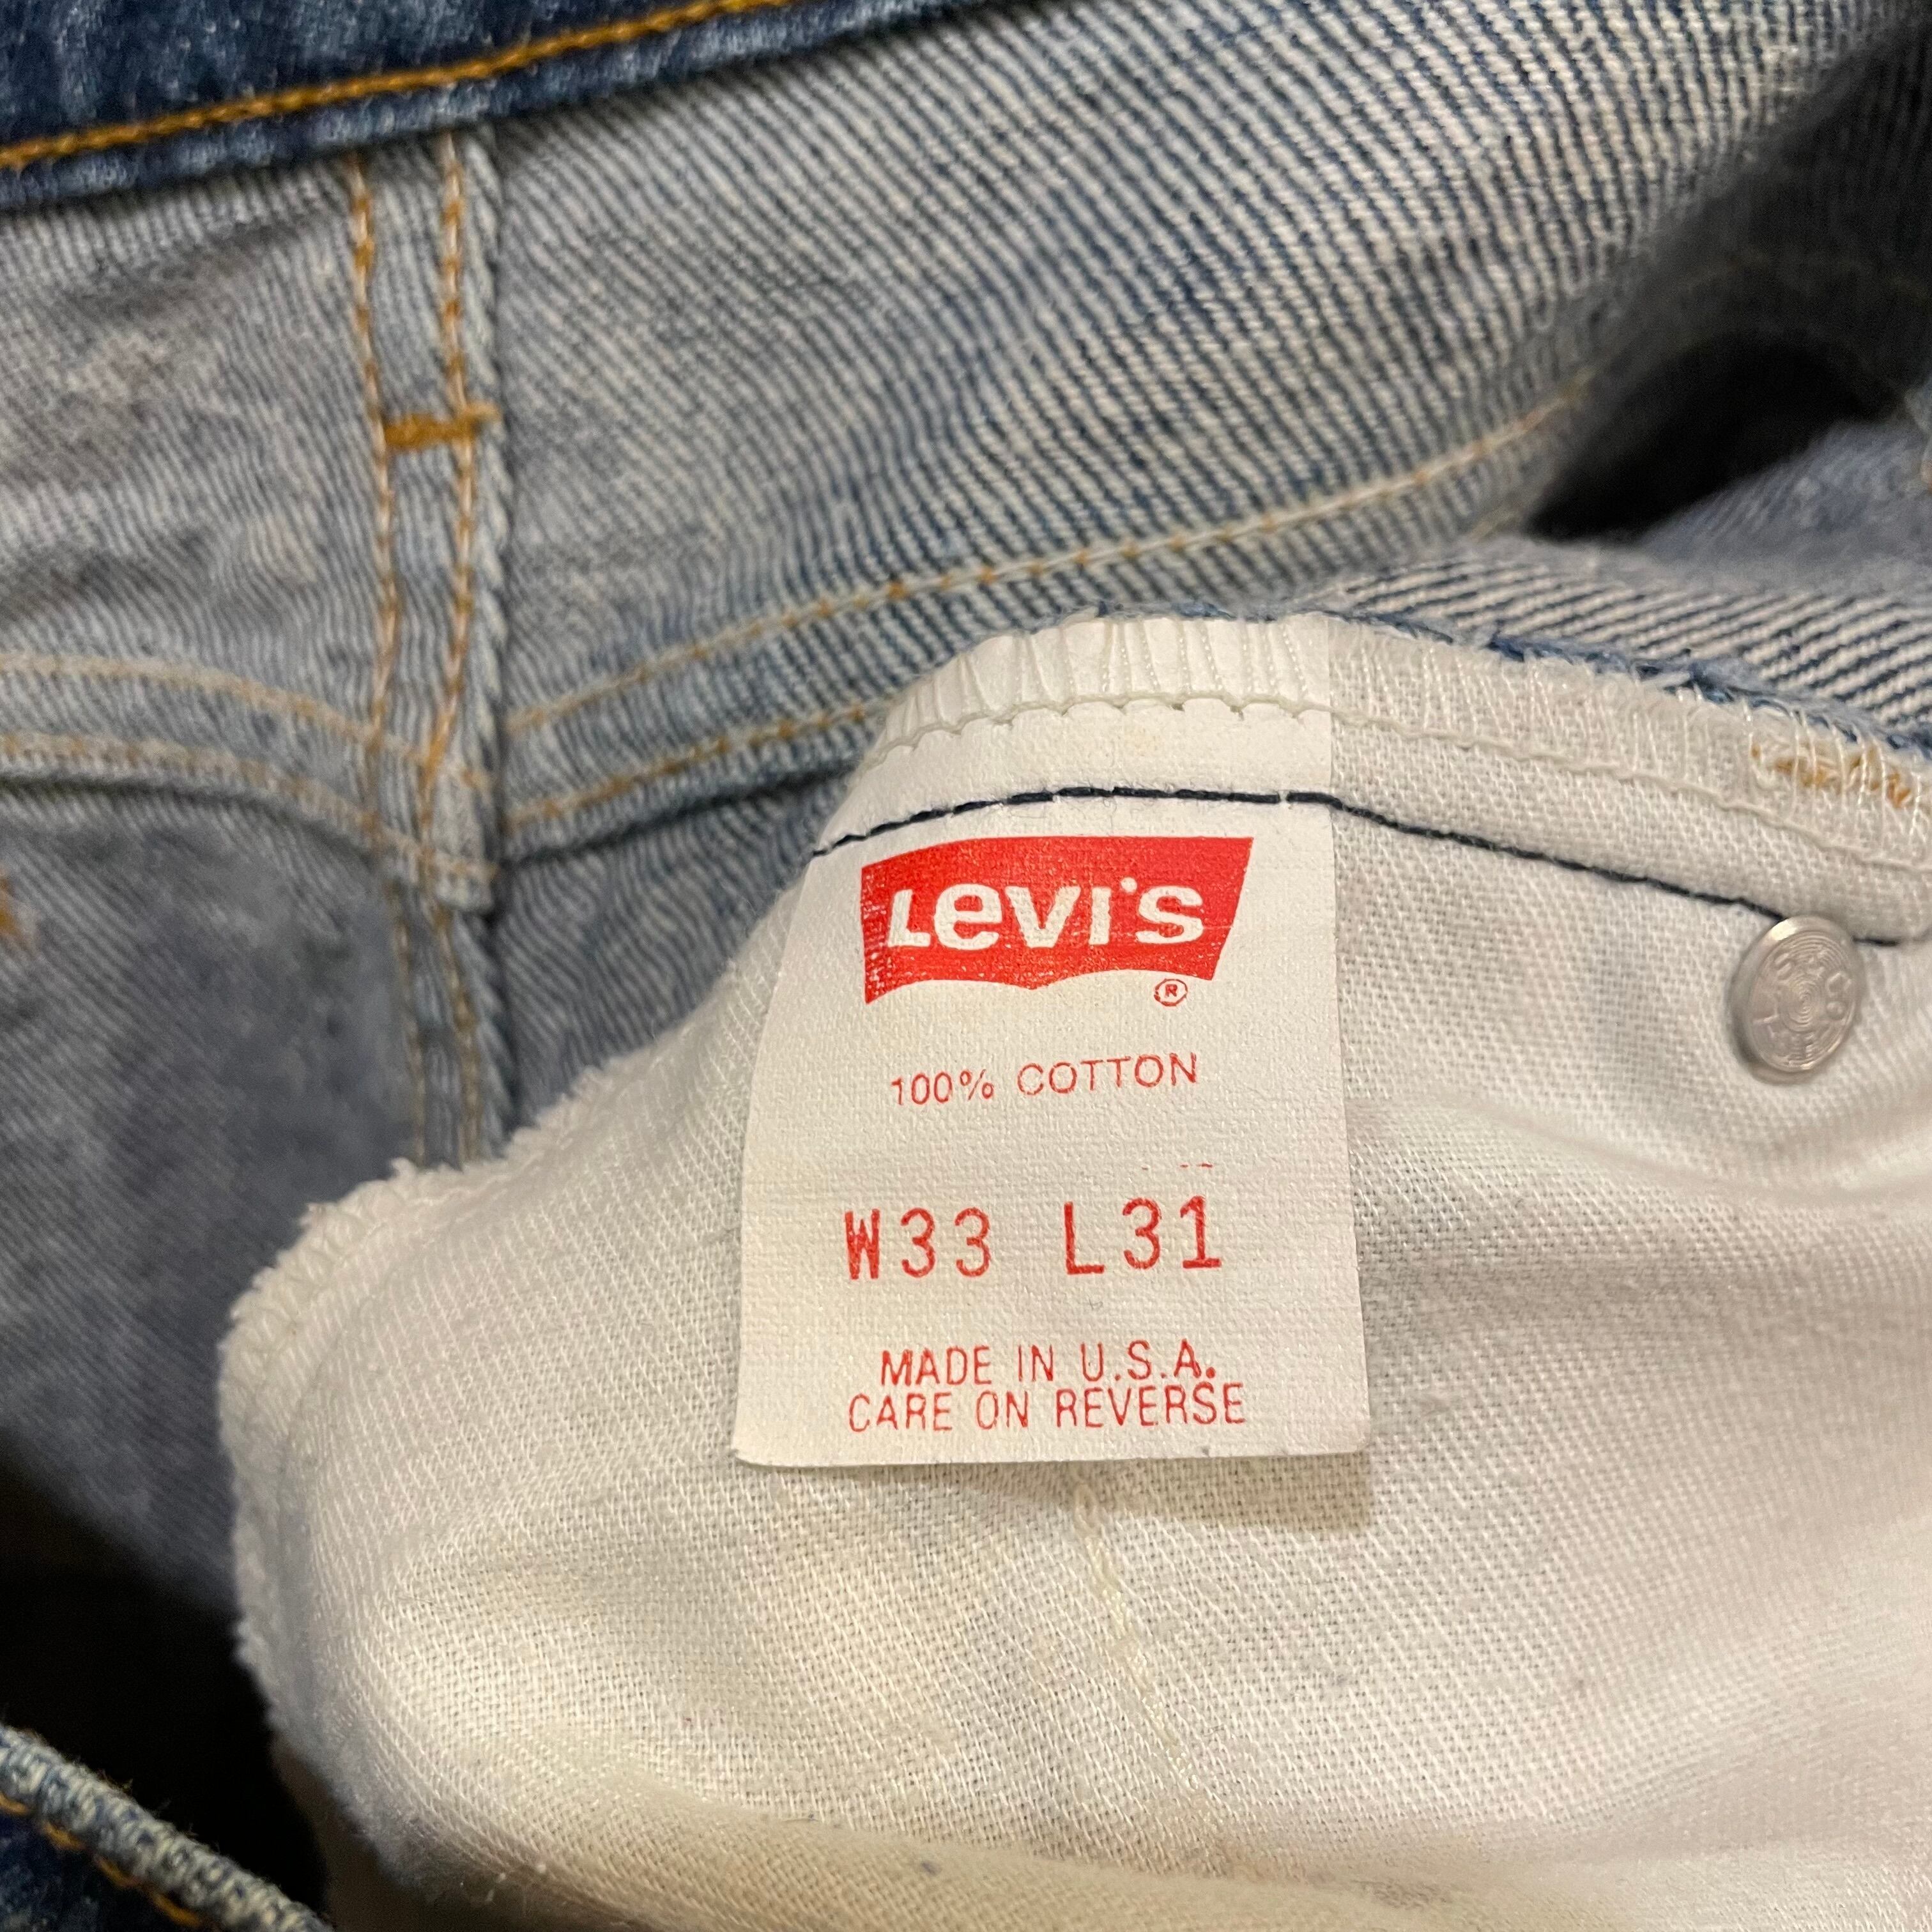 Levi's
®
100% COTTON
W33 L31
MADE IN U.S.A.
CARE ON REVERSE